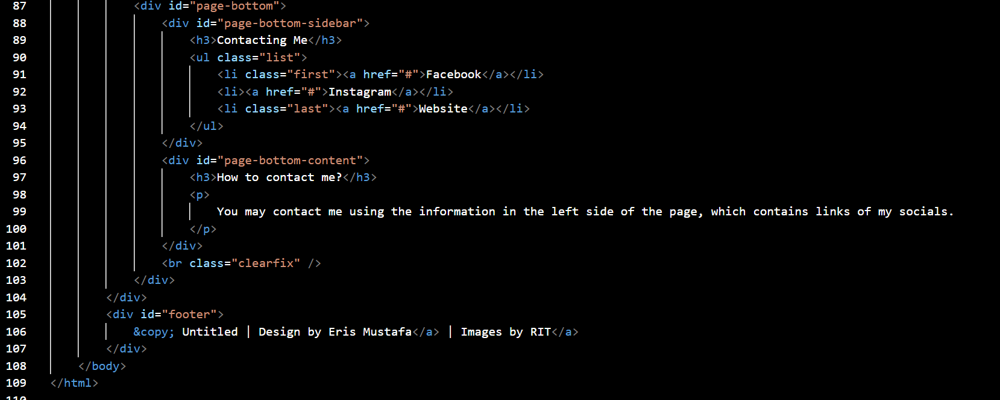 87 <div id="page-bottom">
88 <div id="page-bottom-sidebar">
89 <h3>Contacting Me</h3>
90 <ul class="list">
91 <li class="first"><a href="#">Facebook</a></li>
92 <li><a href="#">Instagram</a></li>
93 <li class="last"><a href="#">Website</a></li>
94 </ul>
95 </div>
96 <div id="page-bottom-content">
97 <h3>How to contact me?</h3>
98 <p>
99 You may contact me using the information in the left side of the page, which contains links of my socials.
100 </p>
101 </div>
102 <br class="clearfix" />
103 </div>
104 </div>
105 <div id="footer">
106 &copy; Untitled | Design by Eris Mustafa</a> | Images by RIT</a>
107 </div>
108 </body>
109 </html>
110